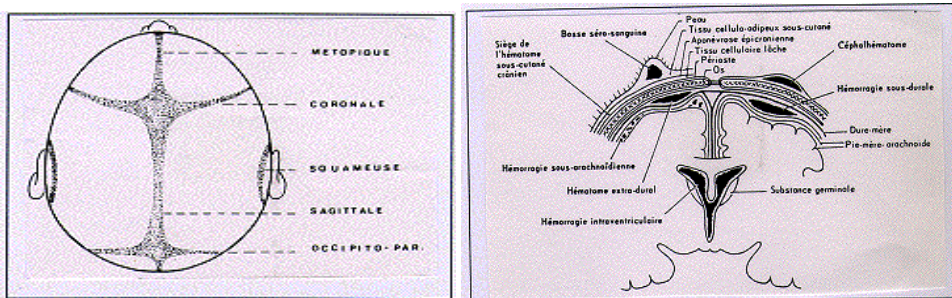 METOPIQUE
CORONALE
SQUAMEUSE
SAGITTALE
OCCIPITO-PAR.
Peau
Tissu cellulo-adipeux sous-cutané
Aponévrose épicranienne
Tissu cellulaire lâche
Périoste
Os
Bosse séro-sanguine
Siège de
l'hématome
sous-cutané
crânien
Céphalhématome
Hémorragie sous-durale
Dure-mère
Pie-mère-arachnoïde
Hémorragie sous-arachnoïdienne
Hématome extra-dural
Substance germinale
Hémorragie intraventriculaire